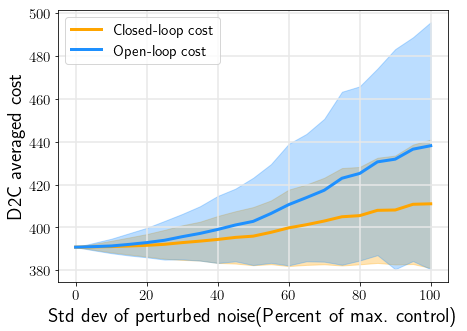 Closed-loop cost
Open-loop cost
D2C averaged cost
500
480
460
440
420
400
380
0 20 40 60 80 100
Std dev of perturbed noise(Percent of max. control)